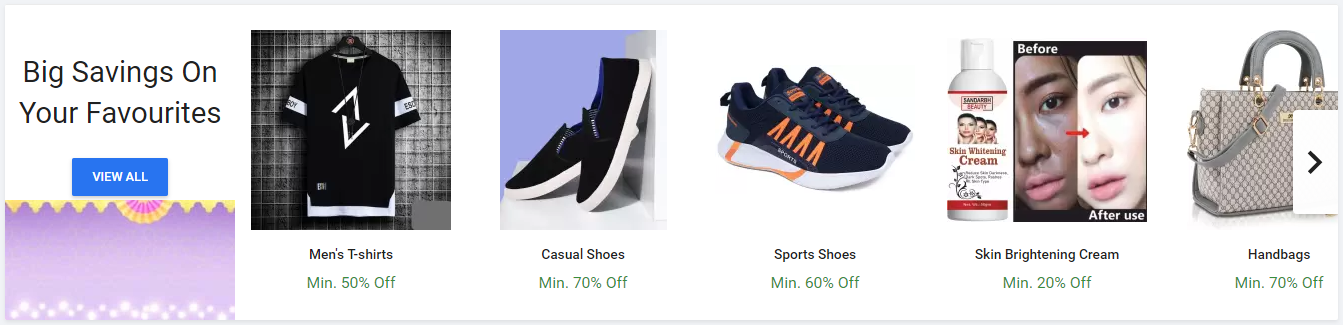 Big Savings On
Your Favourites
VIEW ALL
Men's T-shirts
Min. 50% Off
Casual Shoes
Min. 70% Off
SPORTS
Sports Shoes
Min. 60% Off
SANDARBH
BEAUTY
Skin Whitening
Cream
Before
After use
Skin Brightening Cream
Min. 20% Off
Handbags
Min. 70% Off